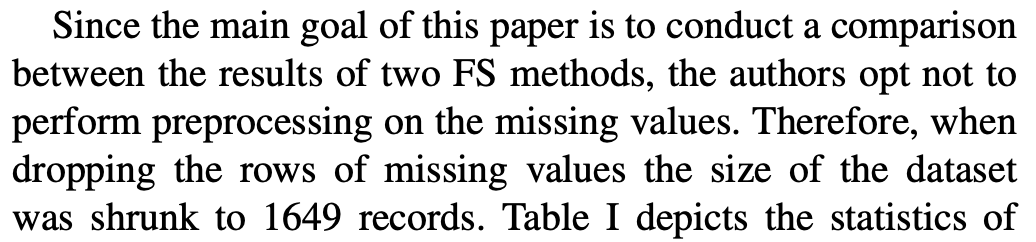 Since the main goal of this paper is to conduct a comparison
between the results of two FS methods, the authors opt not to
perform preprocessing on the missing values. Therefore, when
dropping the rows of missing values the size of the dataset
was shrunk to 1649 records. Table I depicts the statistics of